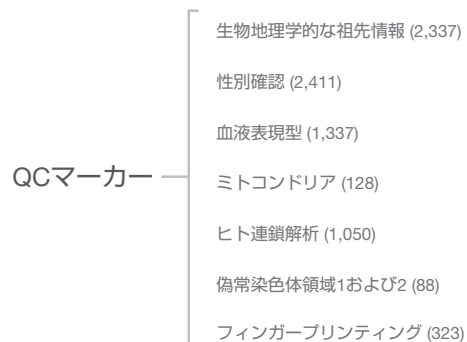 生物地理学的な祖先情報 (2,337)
性別確認 (2,411)
血液表現型 (1,337)
QCマーカー
ミトコンドリア (128)
ヒト連鎖解析 (1,050)
偽常染色体領域1および2 (88)
フィンガープリンティング (323)